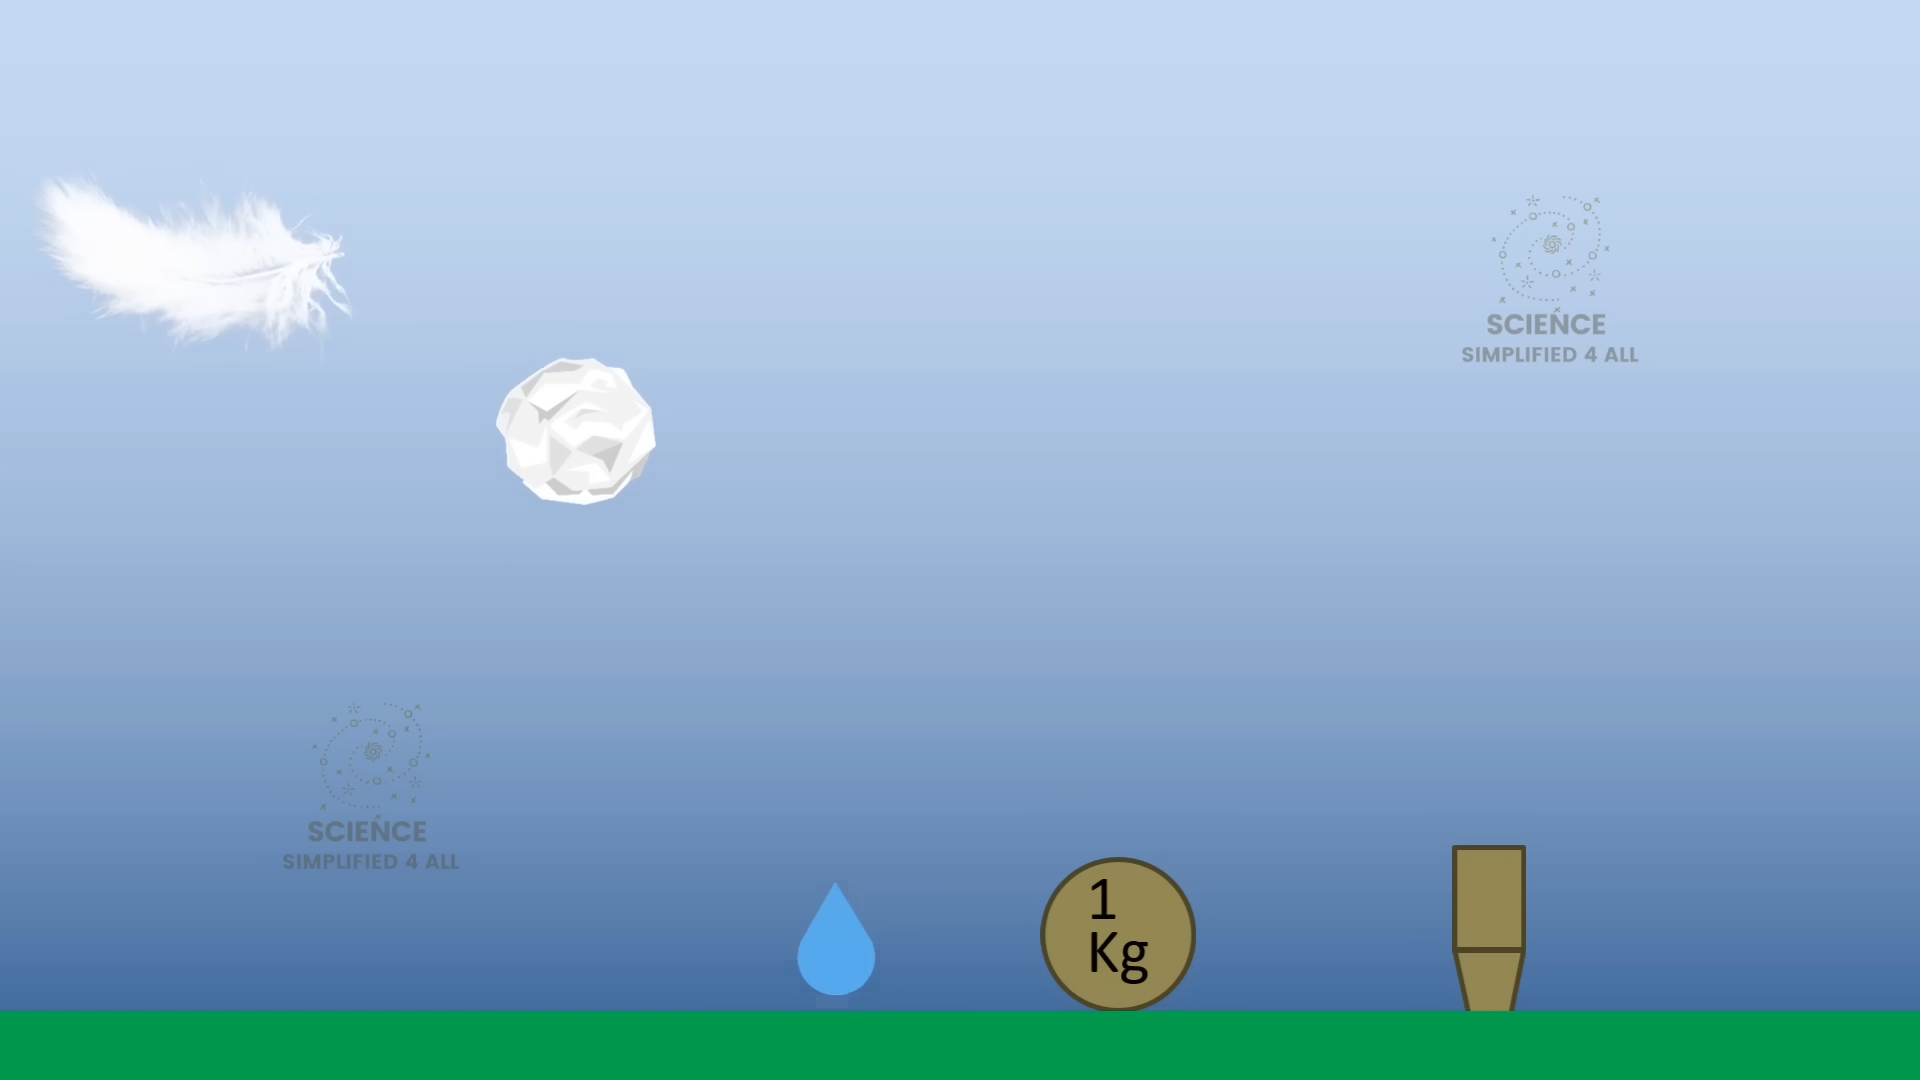 SCIENCE
SIMPLIFIED 4 ALL
SCIENCE
SIMPLIFIED 4 ALL
1
Kg